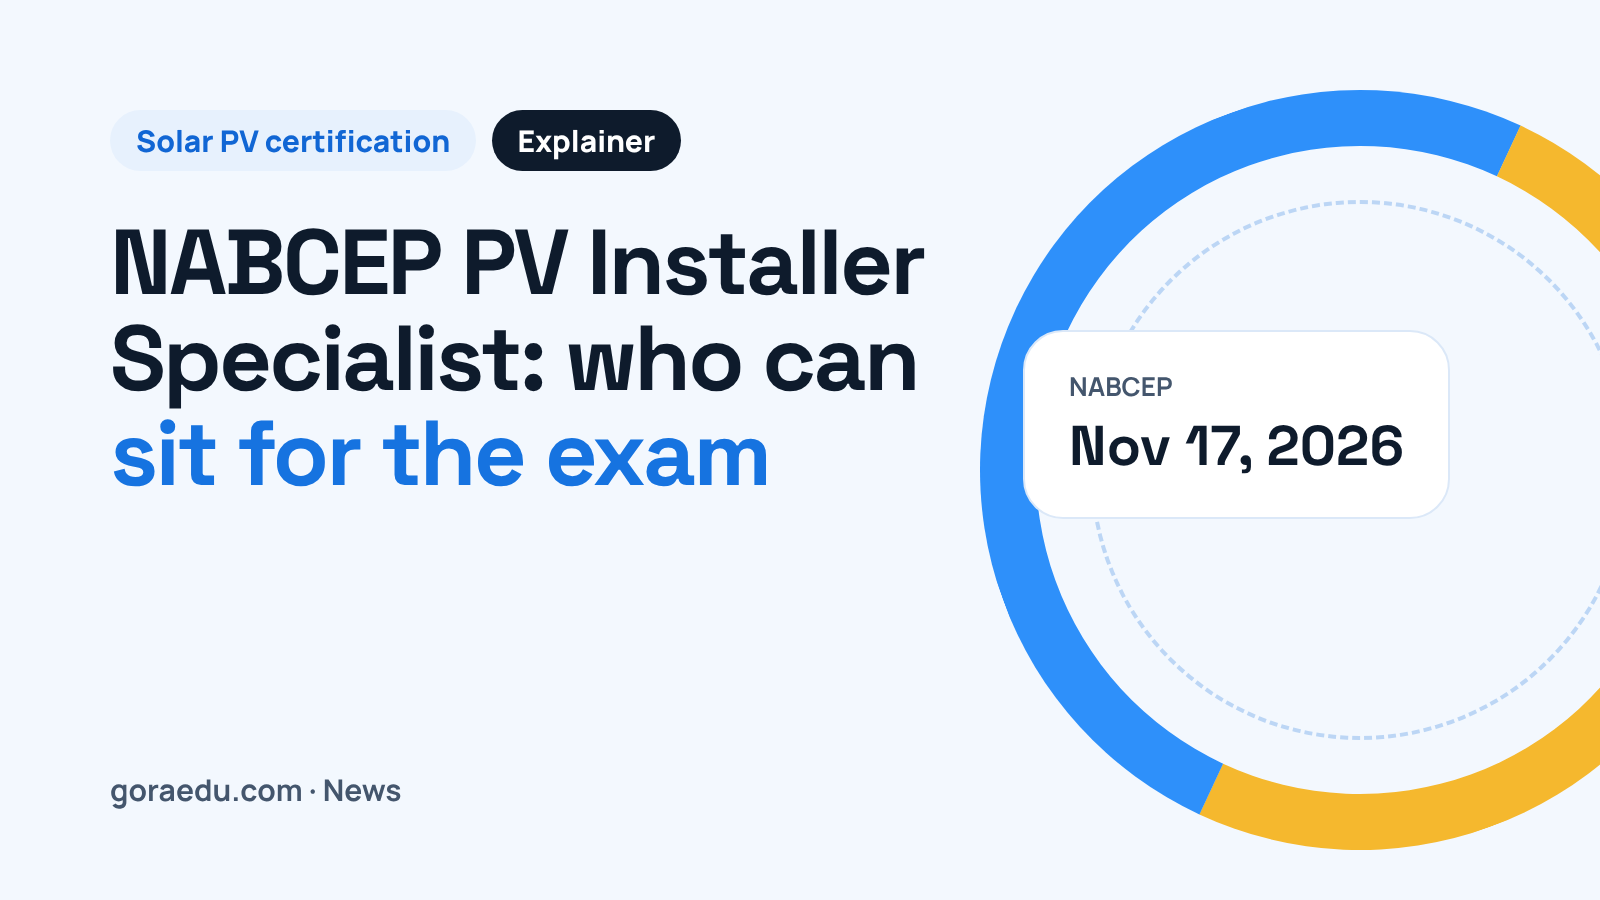 Solar PV certification
Explainer
NABCEP PV Installer
Specialist: who can
sit for the exam
NABCEP
Nov 17, 2026
goraedu.com · News